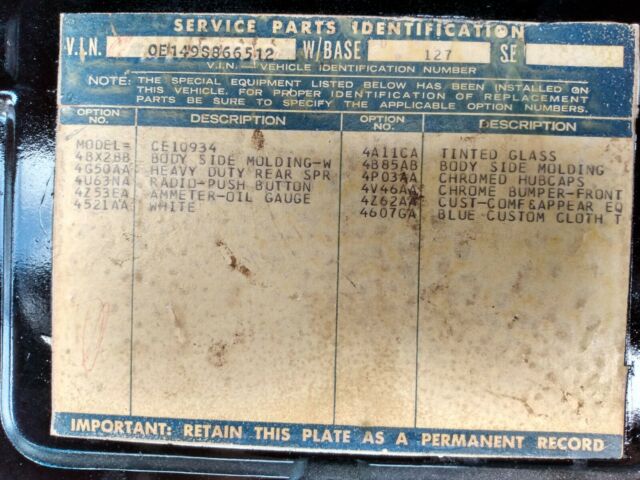 SERVICE PARTS IDENTIFICATION
V.I.N. CE149S866512 W/BASE 127 SE
V.I.N. - VEHICLE IDENTIFICATION NUMBER
NOTE: THE SPECIAL EQUIPMENT LISTED BELOW HAS BEEN INSTALLED ON
THIS VEHICLE. FOR PROPER IDENTIFICATION OF REPLACEMENT
PARTS BE SURE TO SPECIFY THE APPLICABLE OPTION NUMBERS.
OPTION NO. DESCRIPTION OPTION NO. DESCRIPTION
MODEL= CE10934
4BX2BB BODY SIDE MOLDING-W 4A11CA TINTED GLASS
4G50AA HEAVY DUTY REAR SPR 4B85AB BODY SIDE MOLDING
4U63NA RADIO-PUSH BUTTON 4P03AA CHROMED HUBCAPS
4Z53EA AMMETER-OIL GAUGE 4V46AA CHROME BUMPER-FRONT
4521AA WHITE 4Z62AA CUST-COMF&APPEAR EQ
4607GA BLUE CUSTOM CLOTH T
IMPORTANT: RETAIN THIS PLATE AS A PERMANENT RECORD